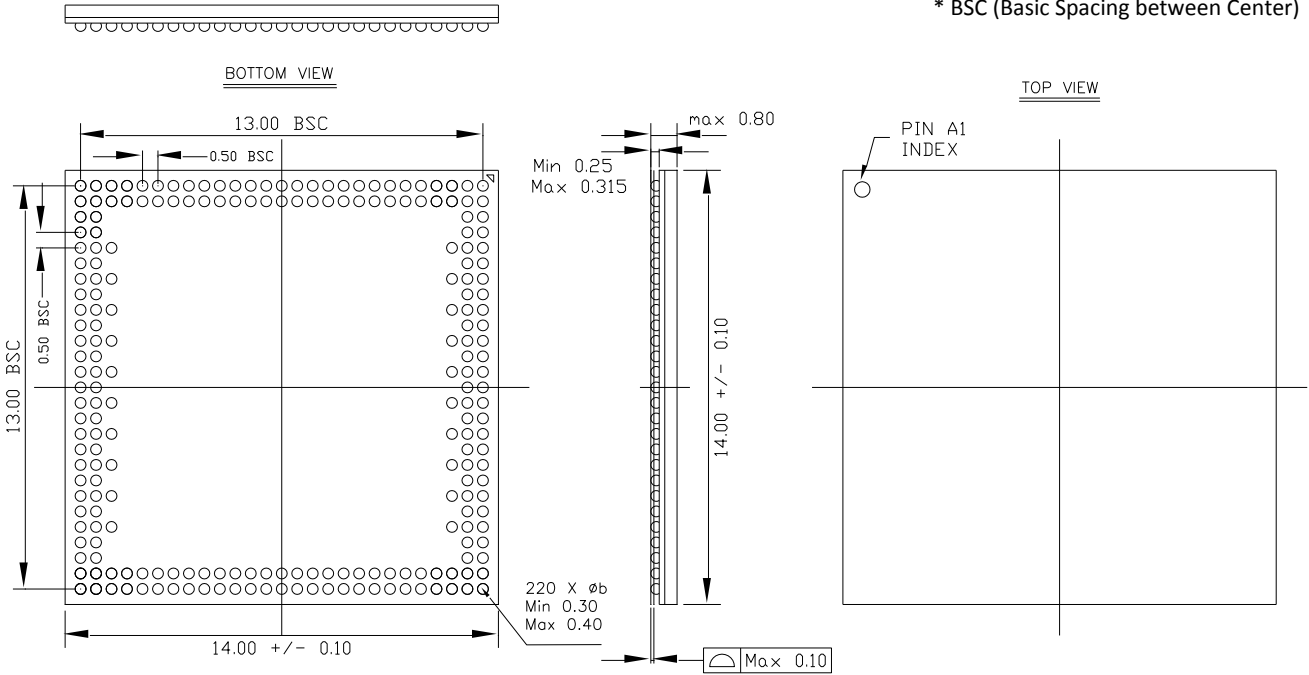 * BSC (Basic Spacing between Center)
BOTTOM VIEW
TOP VIEW
13.00 BSC
max 0.80
PIN A1
INDEX
0.50 BSC
Min 0.25
Max 0.315
0.50 BSC
13.00 BSC
14.00 +/- 0.10
220 X øb
Min 0.30
Max 0.40
14.00 +/- 0.10
Max 0.10